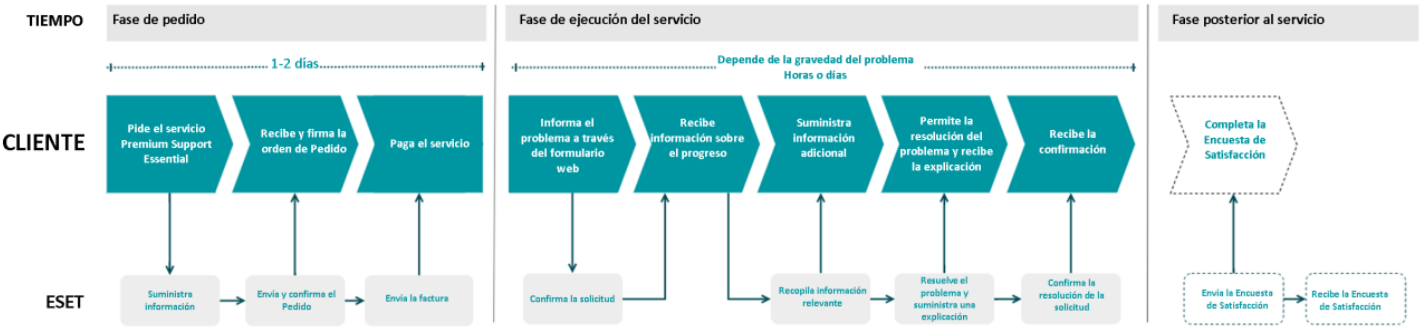 TIEMPO
Fase de pedido
Fase de ejecución del servicio
Fase posterior al servicio
1-2 días
Depende de la gravedad del problema
Horas o días
CLIENTE
Pide el servicio
Premium Support
Essential
Recibe y firma la
orden de Pedido
Paga el servicio
Informa el
problema a través
del formulario
web
Recibe
información sobre
el progreso
Suministra
información
adicional
Permite la
resolución del
problema y recibe
la explicación
Recibe la
confirmación
Completa la
Encuesta de
Satisfacción
ESET
Suministra
información
Envía y confirma el
Pedido
Envía la factura
Confirma la solicitud
Recopila información
relevante
Resuelve el
problema y
suministra una
explicación
Confirma la
resolución de la
solicitud
Envía la Encuesta
de Satisfacción
Recibe la Encuesta
de Satisfacción